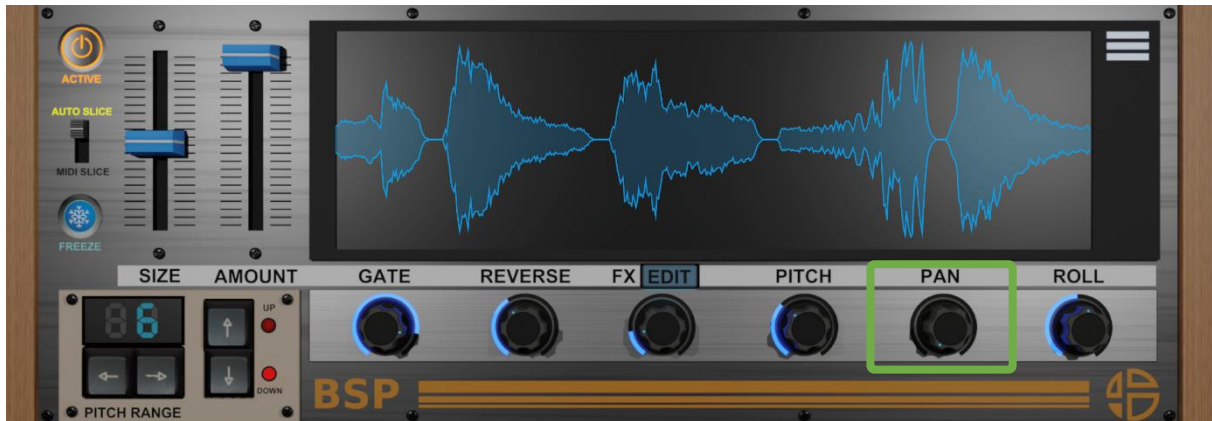 ACTIVE
AUTO SLICE
MIDI SLICE
FREEZE
SIZE AMOUNT GATE REVERSE FX EDIT PITCH PAN ROLL
6 UP
DOWN
PITCH RANGE
BSP